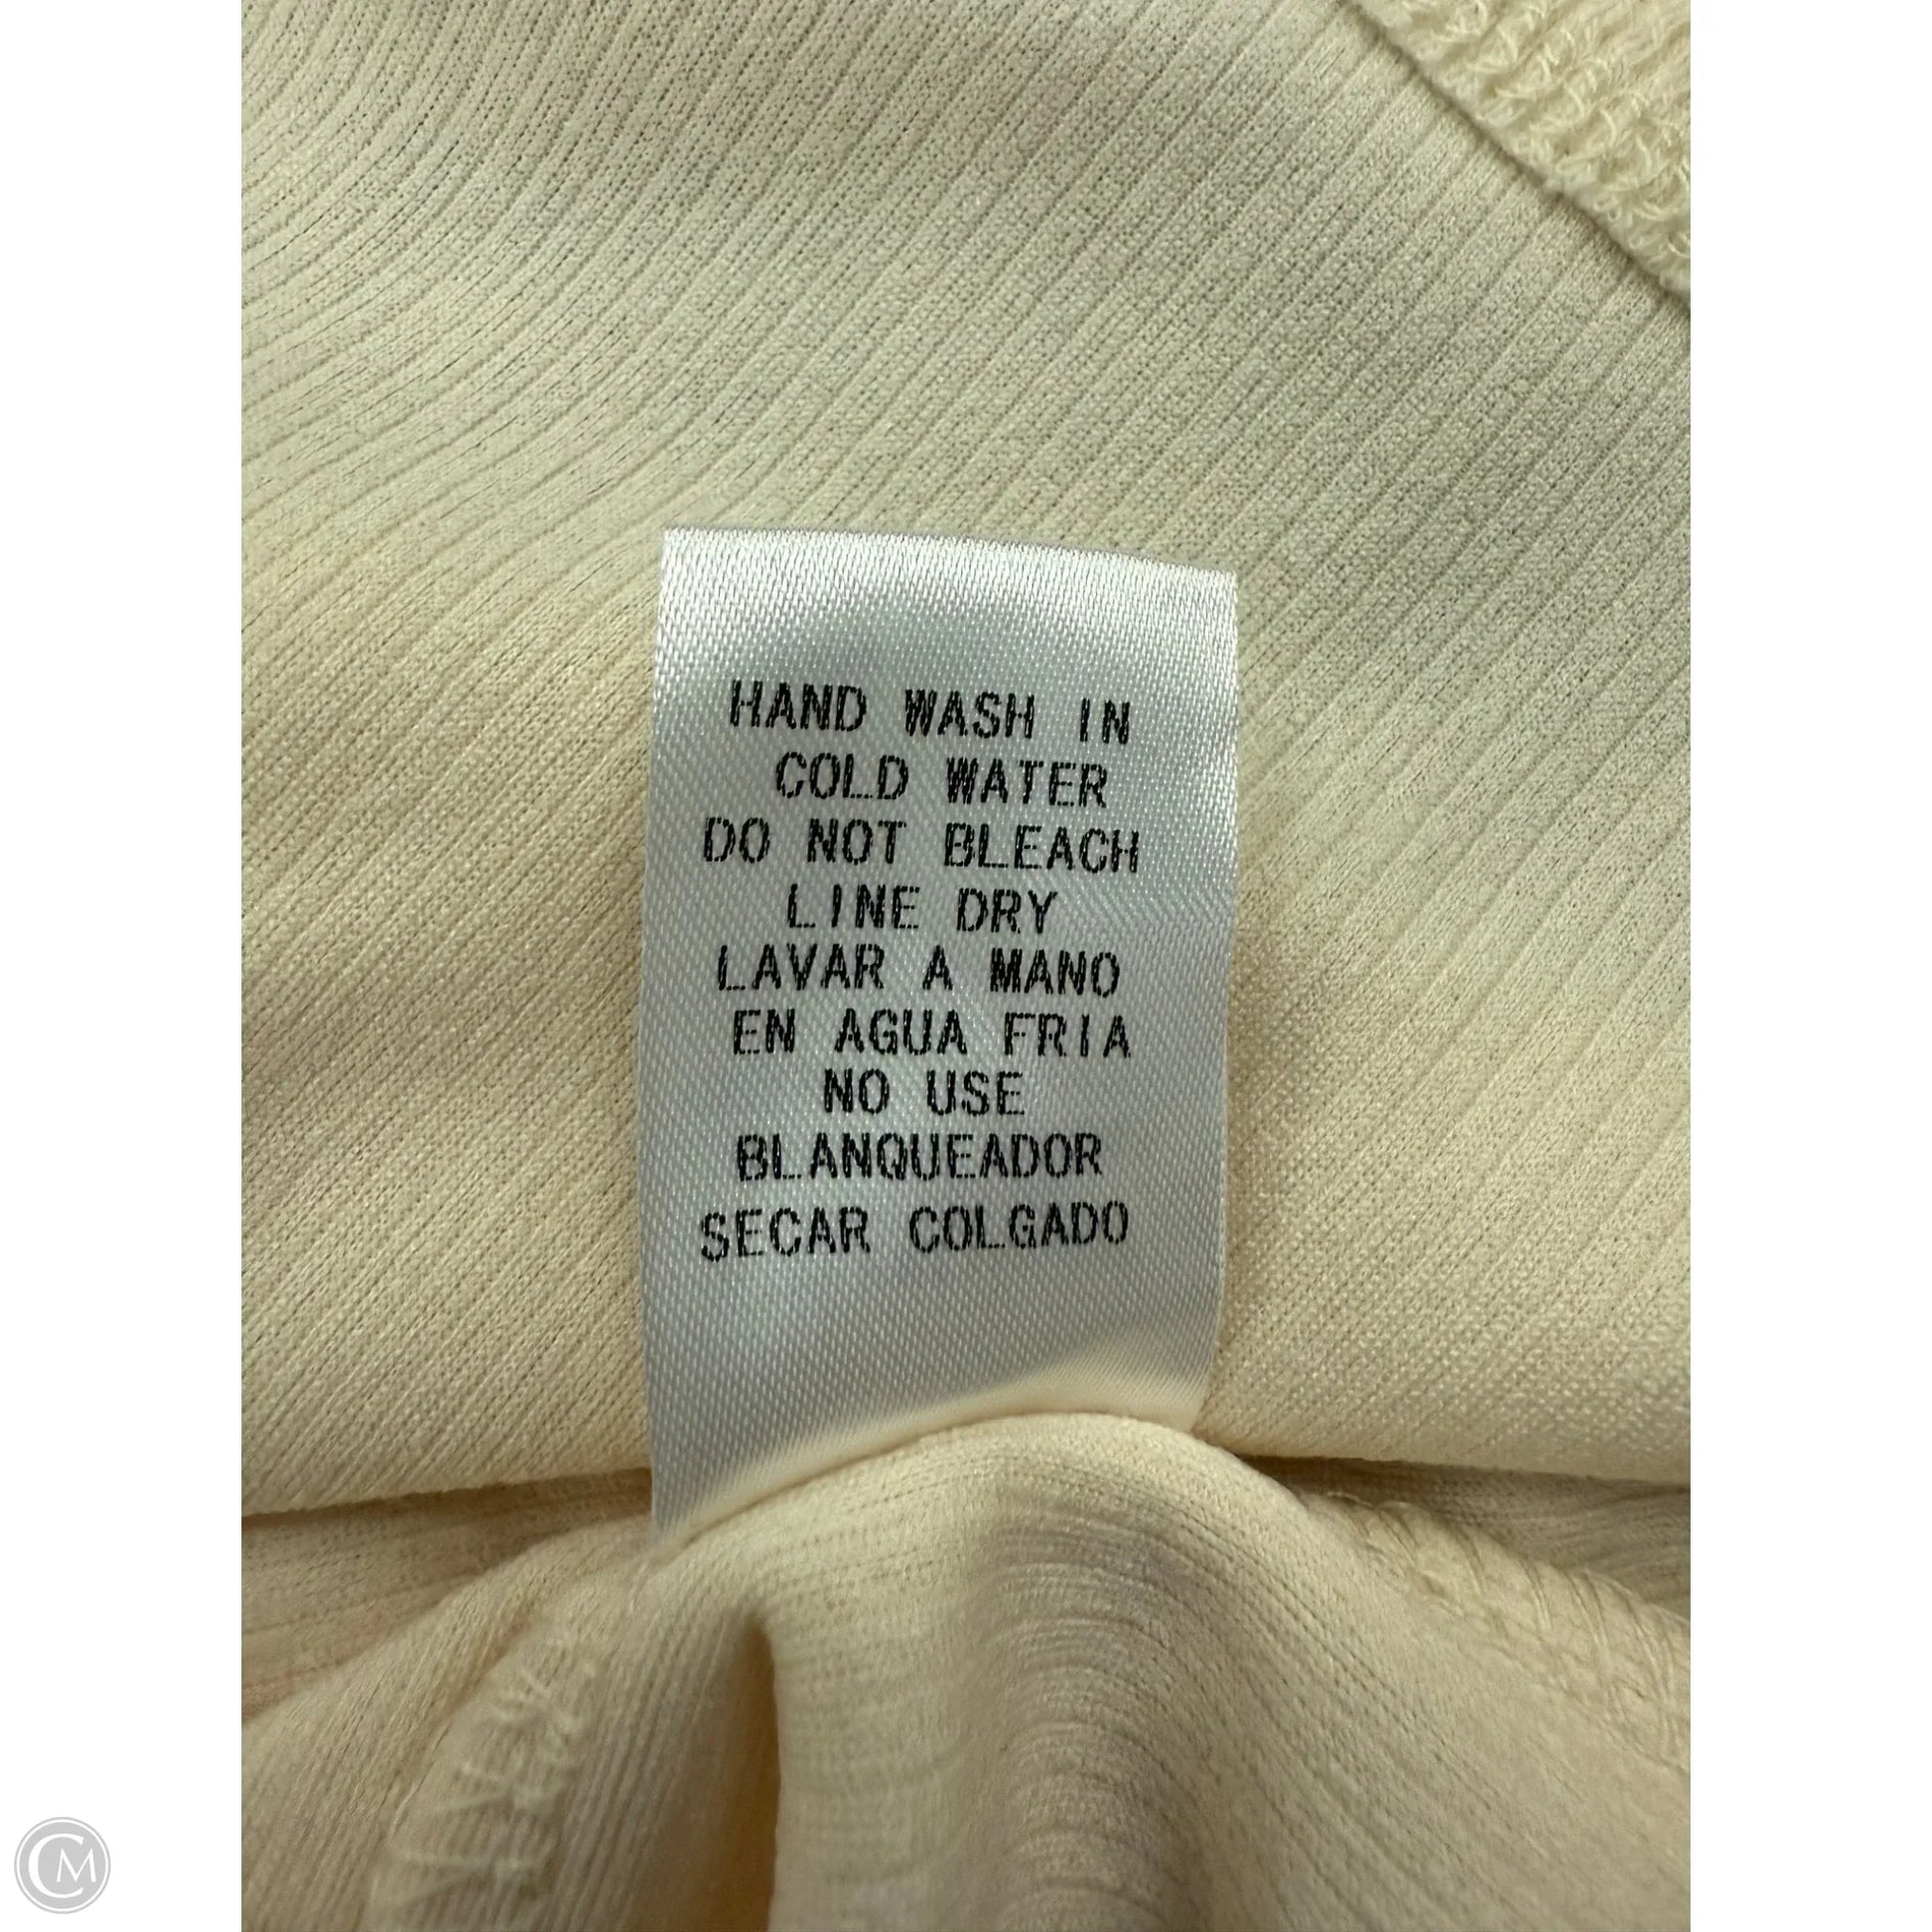 HAND WASH IN
COLD WATER
DO NOT BLEACH
LINE DRY
LAVAR A MANO
EN AGUA FRIA
NO USE
BLANQUEADOR
SECAR COLGADO
CM